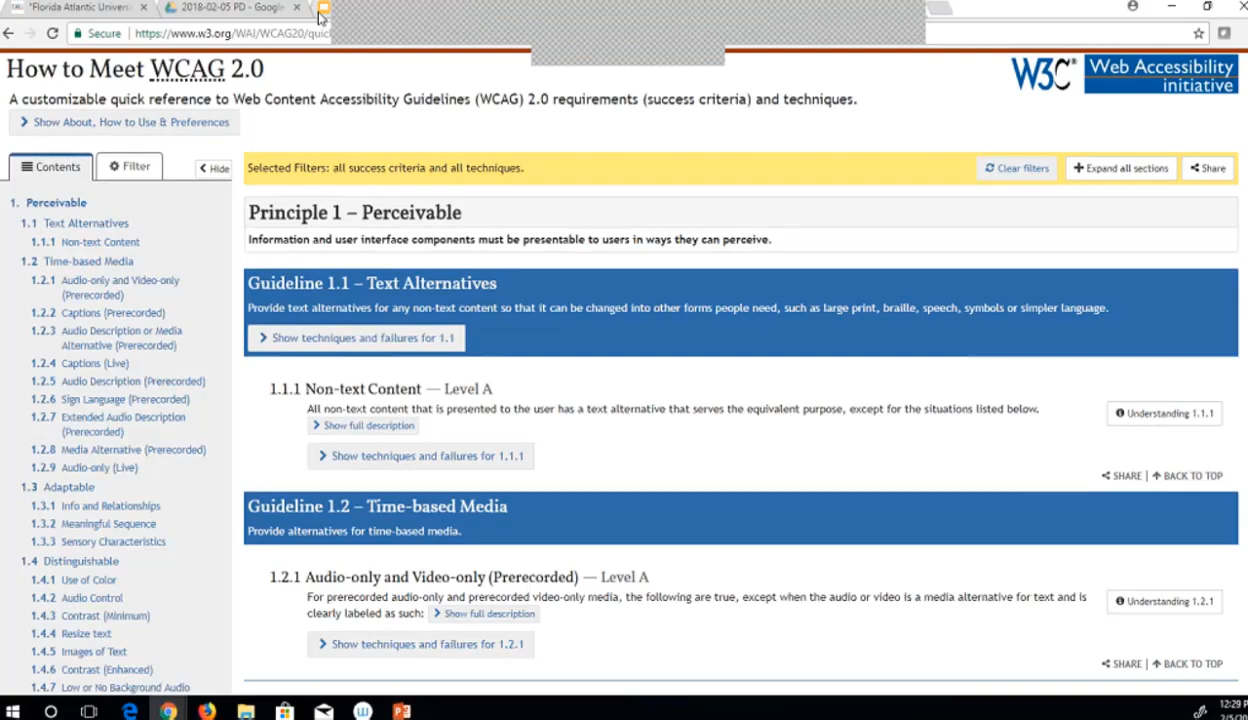 "Florida Atlantic Univers
2018-02-05 PD - Google
Secure
https://www.w3.org/WAI/WCAG20/quic
How to Meet WCAG 2.0
A customizable quick reference to Web Content Accessibility Guidelines (WCAG) 2.0 requirements (success criteria) and techniques.
Show About, How to Use & Preferences
W3C® Web Accessibility
initiative
Contents
Filter
Hide
Selected Filters: all success criteria and all techniques.
Clear filters
Expand all sections
Share
1. Perceivable
1.1 Text Alternatives
1.1.1 Non-text Content
1.2 Time-based Media
1.2.1 Audio-only and Video-only
(Prerecorded)
1.2.2 Captions (Prerecorded)
1.2.3 Audio Description or Media
Alternative (Prerecorded)
1.2.4 Captions (Live)
1.2.5 Audio Description (Prerecorded)
1.2.6 Sign Language (Prerecorded)
1.2.7 Extended Audio Description
(Prerecorded)
1.2.8 Media Alternative (Prerecorded)
1.2.9 Audio-only (Live)
1.3 Adaptable
1.3.1 Info and Relationships
1.3.2 Meaningful Sequence
1.3.3 Sensory Characteristics
1.4 Distinguishable
1.4.1 Use of Color
1.4.2 Audio Control
1.4.3 Contrast (Minimum)
1.4.4 Resize text
1.4.5 Images of Text
1.4.6 Contrast (Enhanced)
1.4.7 Low or No Background Audio
Principle 1 – Perceivable
Information and user interface components must be presentable to users in ways they can perceive.
Guideline 1.1 – Text Alternatives
Provide text alternatives for any non-text content so that it can be changed into other forms people need, such as large print, braille, speech, symbols or simpler language.
Show techniques and failures for 1.1
1.1.1 Non-text Content — Level A
All non-text content that is presented to the user has a text alternative that serves the equivalent purpose, except for the situations listed below.
Show full description
Understanding 1.1.1
Show techniques and failures for 1.1.1
SHARE | BACK TO TOP
Guideline 1.2 – Time-based Media
Provide alternatives for time-based media.
1.2.1 Audio-only and Video-only (Prerecorded) — Level A
For prerecorded audio-only and prerecorded video-only media, the following are true, except when the audio or video is a media alternative for text and is
clearly labeled as such: Show full description
Understanding 1.2.1
Show techniques and failures for 1.2.1
SHARE | BACK TO TOP
12:29 P